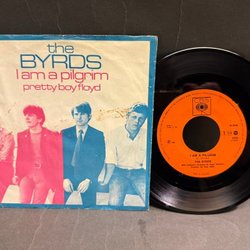 the
BYRDS
I am a pilgrim
pretty boy floyd
CBS
I AM A PILGRIM
THE BYRDS